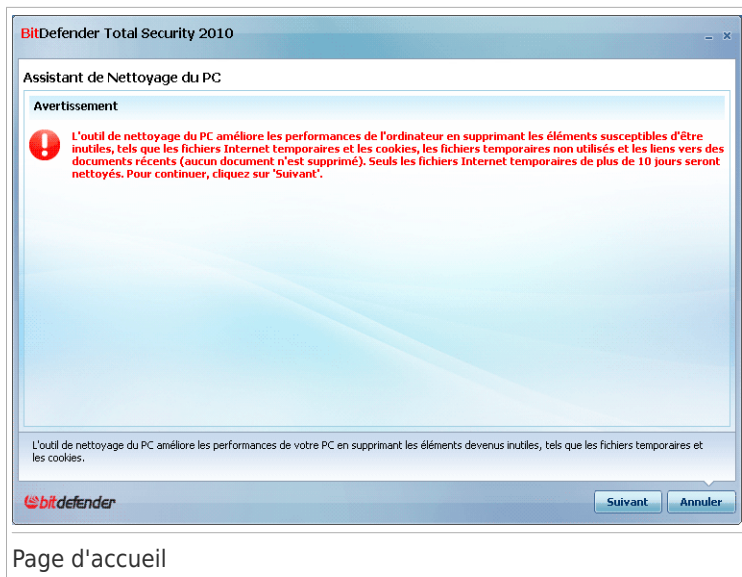 BitDefender Total Security 2010
Assistant de Nettoyage du PC
Avertissement
L'outil de nettoyage du PC améliore les performances de l'ordinateur en supprimant les éléments susceptibles d'être
inutiles, tels que les fichiers Internet temporaires et les cookies, les fichiers temporaires non utilisés et les liens vers des
documents récents (aucun document n'est supprimé). Seuls les fichiers Internet temporaires de plus de 10 jours seront
nettoyés. Pour continuer, cliquez sur 'Suivant'.
L'outil de nettoyage du PC améliore les performances de votre PC en supprimant les éléments devenus inutiles, tels que les fichiers temporaires et
les cookies.
bitdefender
Suivant Annuler
Page d'accueil